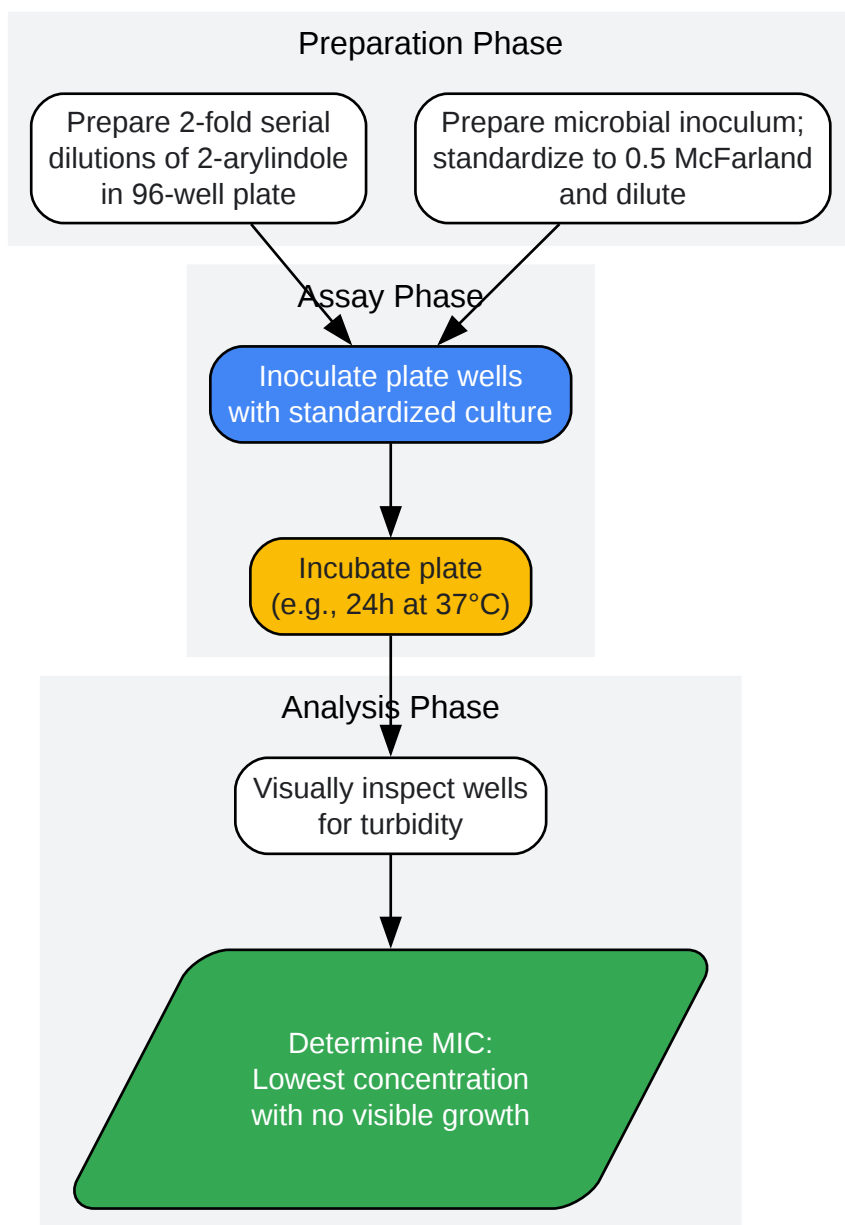 Preparation Phase
Prepare 2-fold serial
dilutions of 2-arylindole
in 96-well plate
Prepare microbial inoculum;
standardize to 0.5 McFarland
and dilute
Assay Phase
Inoculate plate wells
with standardized culture
Incubate plate
(e.g., 24h at 37°C)
Analysis Phase
Visually inspect wells
for turbidity
Determine MIC:
Lowest concentration
with no visible growth